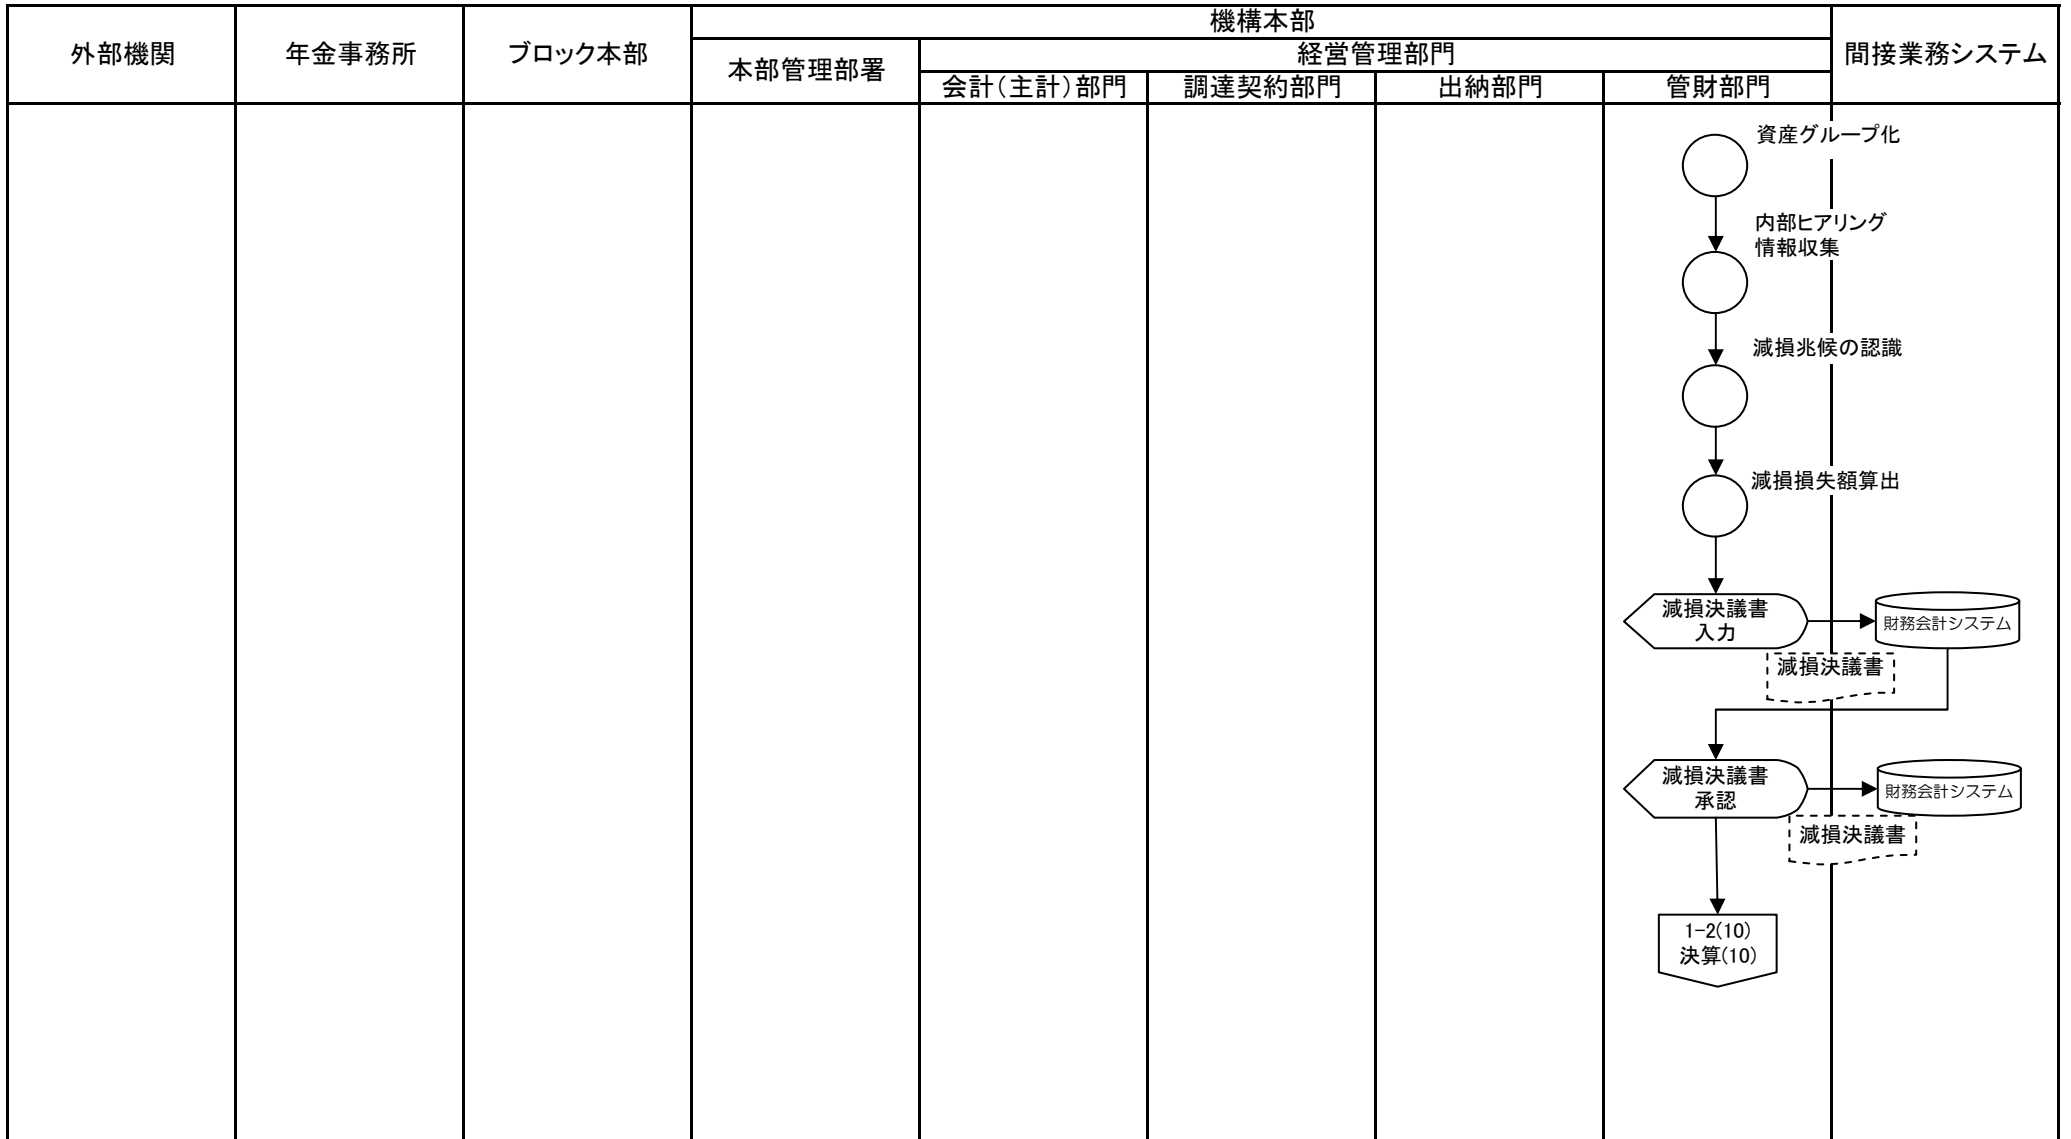 機構本部
外部機関
年金事務所
ブロック本部
本部管理部署
経営管理部門
間接業務システム
会計(主計)部門
調達契約部門
出納部門
管財部門
資産グループ化
内部ヒアリング
情報収集
減損兆候の認識
減損損失額算出
減損決議書
入力
財務会計システム
減損決議書
減損決議書
承認
財務会計システム
減損決議書
1-2(10)
決算(10)